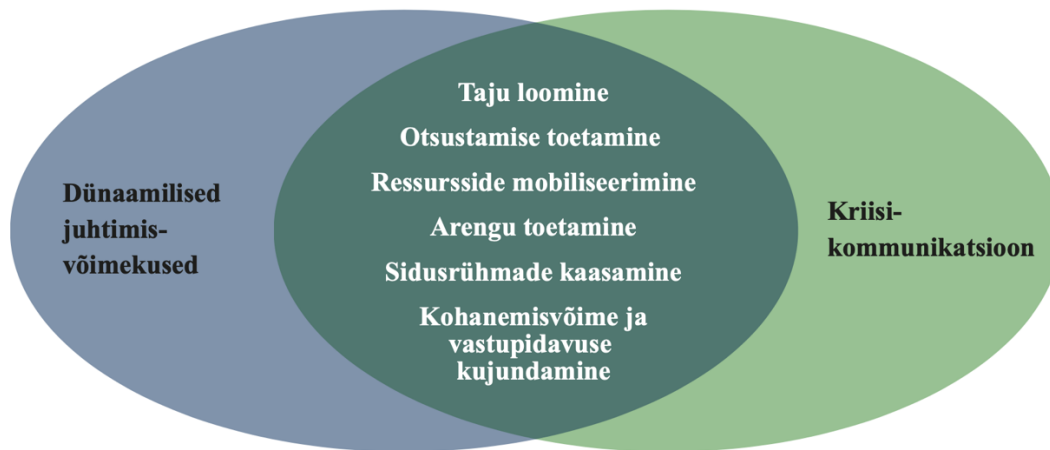 Dünaamilised
juhtimis-
võimekused
Taju loomine
Otsustamise toetamine
Ressursside mobiliseerimine
Arengu toetamine
Sidusrühmade kaasamine
Kohanemisvõime ja
vastupidavuse
kujundamine
Kriisi-
kommunikatsioon